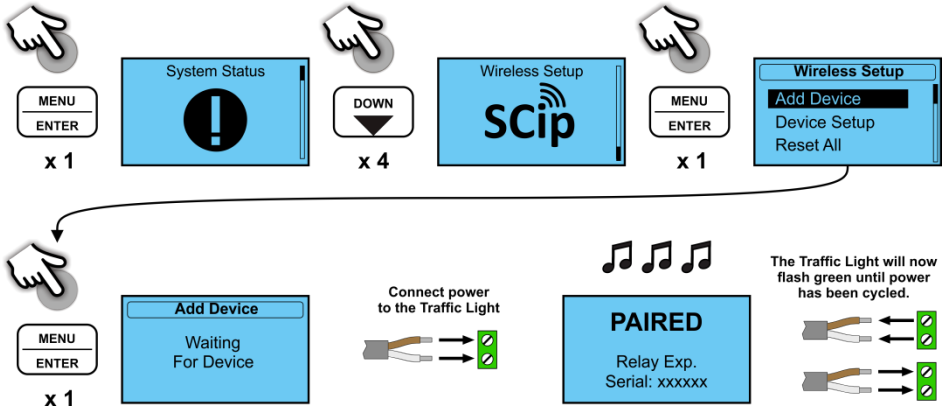 System Status
MENU
ENTER
x 1
DOWN
x 4
Wireless Setup
SCip
MENU
ENTER
x 1
Wireless Setup
Add Device
Device Setup
Reset All
MENU
ENTER
x 1
Add Device
Waiting
For Device
Connect power
to the Traffic Light
PAIRED
Relay Exp.
Serial: xxxxxx
The Traffic Light will now
flash green until power
has been cycled.